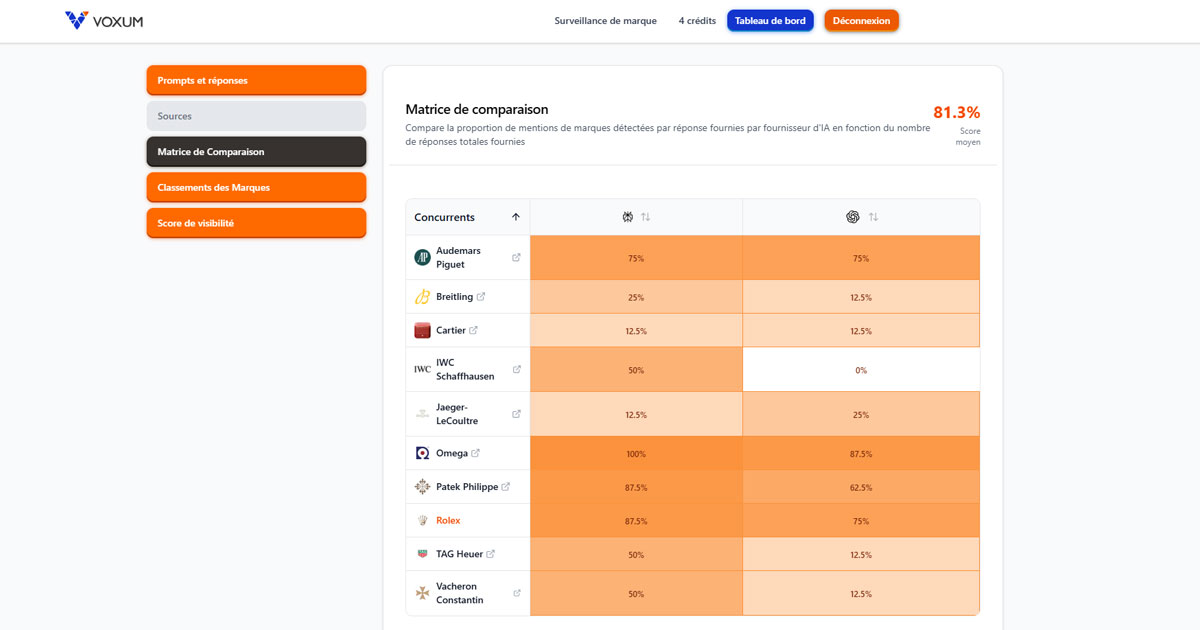 VOXUM
Surveillance de marque
4 crédits
Tableau de bord
Déconnexion
Prompts et réponses
Sources
Matrice de Comparaison
Classements des Marques
Score de visibilité
Matrice de comparaison
Compare la proportion de mentions de marques détectées par réponse fournies par fournisseur d'IA en fonction du nombre
de réponses totales fournies
81.3%
Score
moyen
Concurrents
AP
Audemars
Piguet
75%
75%
Breitling
25%
12.5%
Cartier
12.5%
12.5%
IWC
IWC
Schaffhausen
50%
0%
Jaeger-
LeCoultre
12.5%
25%
Omega
100%
87.5%
Patek Philippe
87.5%
62.5%
Rolex
87.5%
75%
TAG Heuer
50%
12.5%
Vacheron
Constantin
50%
12.5%